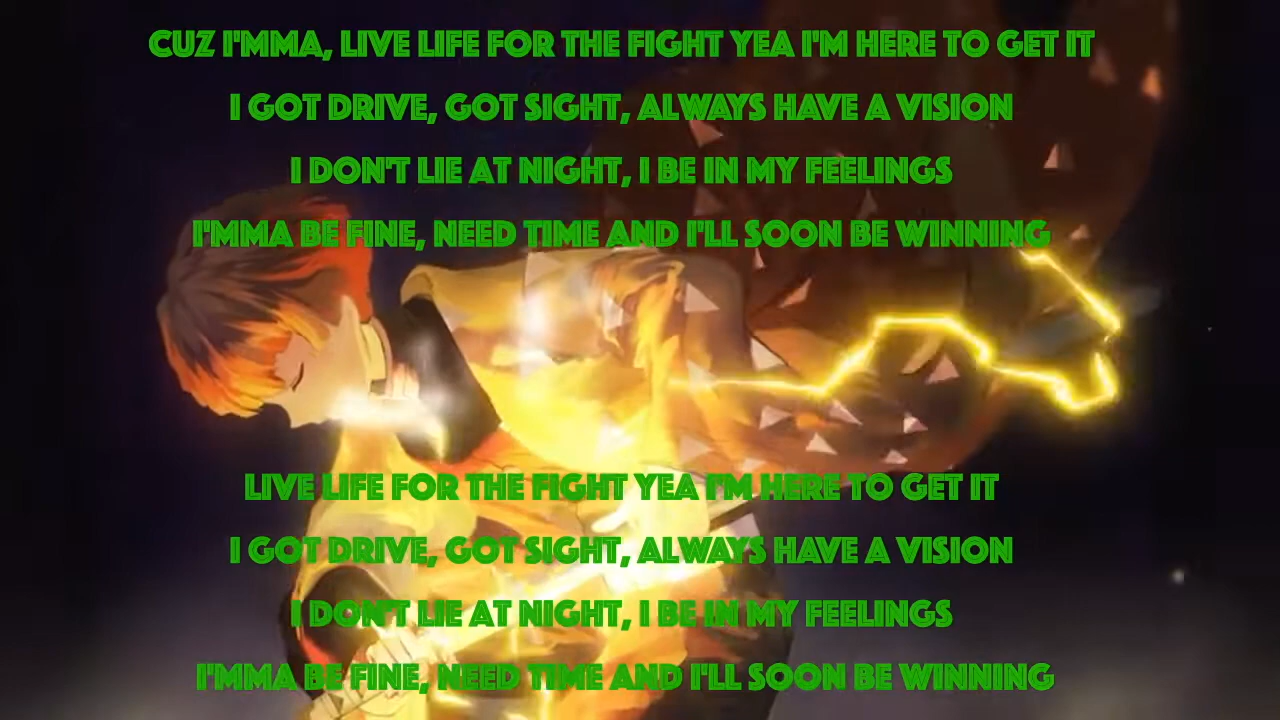 CUZ I'MMA, LIVE LIFE FOR THE FIGHT YEA I'M HERE TO GET IT
I GOT DRIVE, GOT SIGHT, ALWAYS HAVE A VISION
I DON'T LIE AT NIGHT, I BE IN MY FEELINGS
I'MMA BE FINE, NEED TIME AND I'LL SOON BE WINNING
LIVE LIFE FOR THE FIGHT YEA I'M HERE TO GET IT
I GOT DRIVE, GOT SIGHT, ALWAYS HAVE A VISION
I DON'T LIE AT NIGHT, I BE IN MY FEELINGS
I'MMA BE FINE, NEED TIME AND I'LL SOON BE WINNING